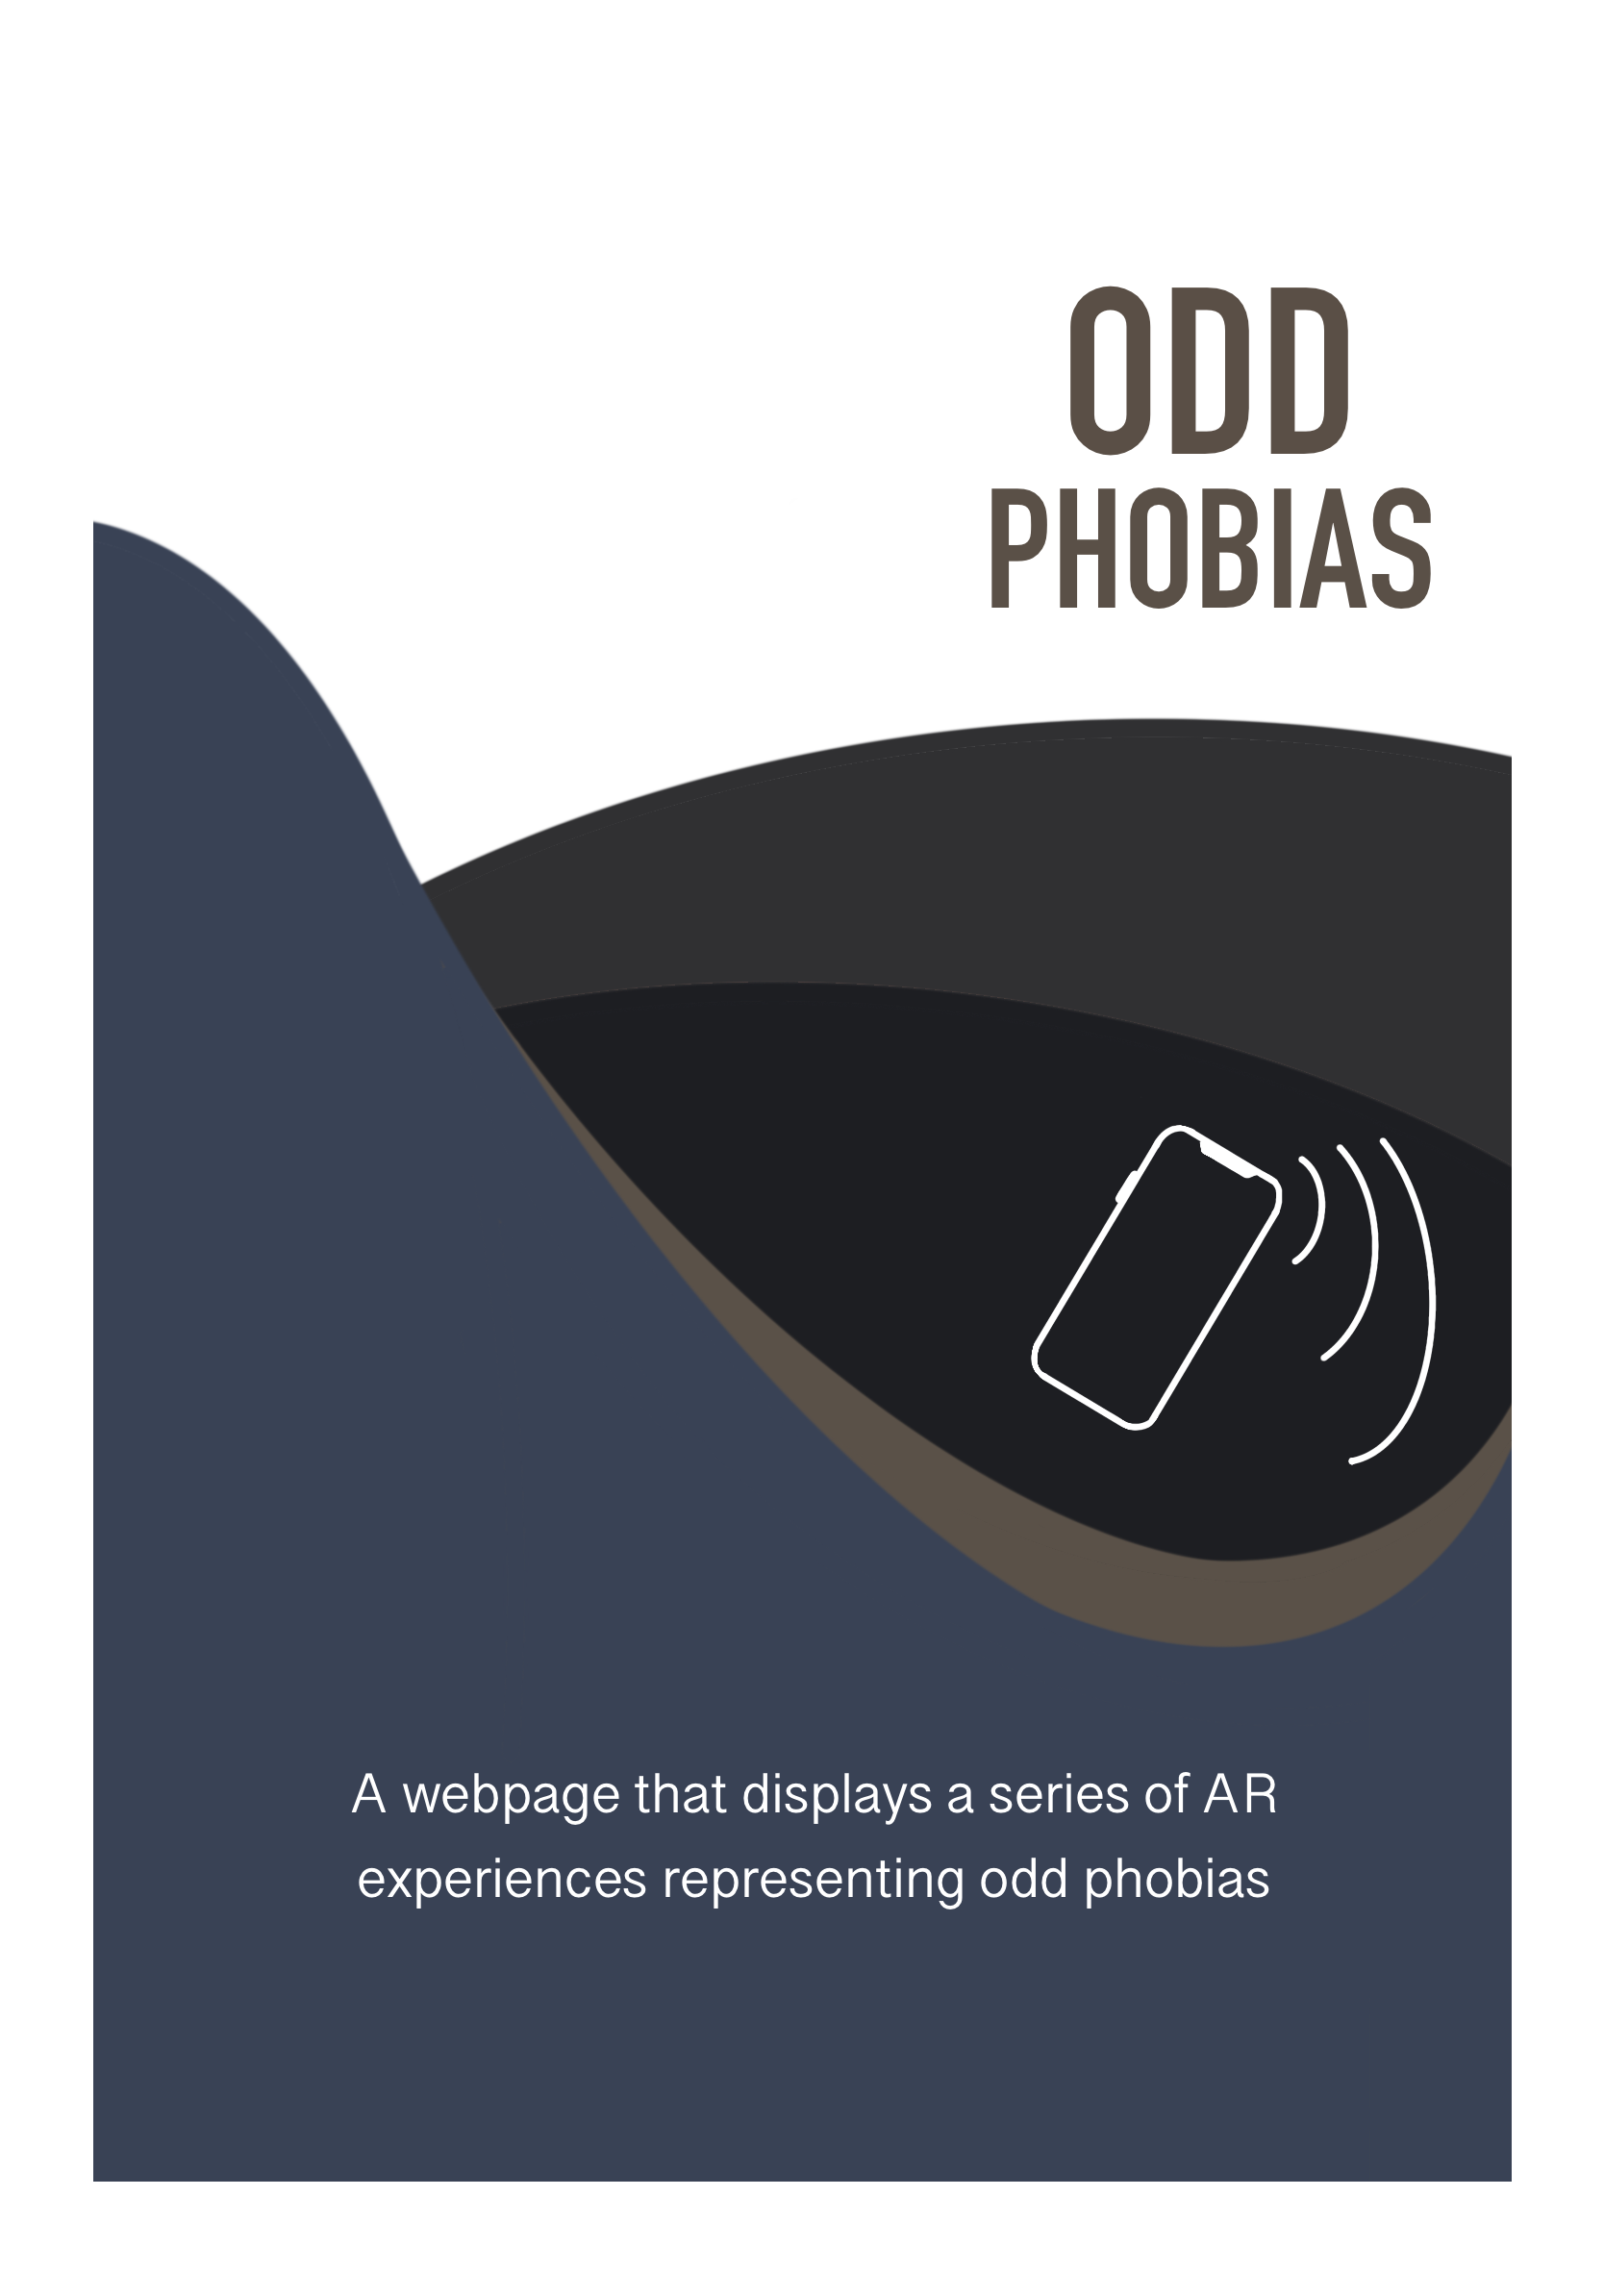 ODD
PHOBIAS
A webpage that displays a series of AR
experiences representing odd phobias